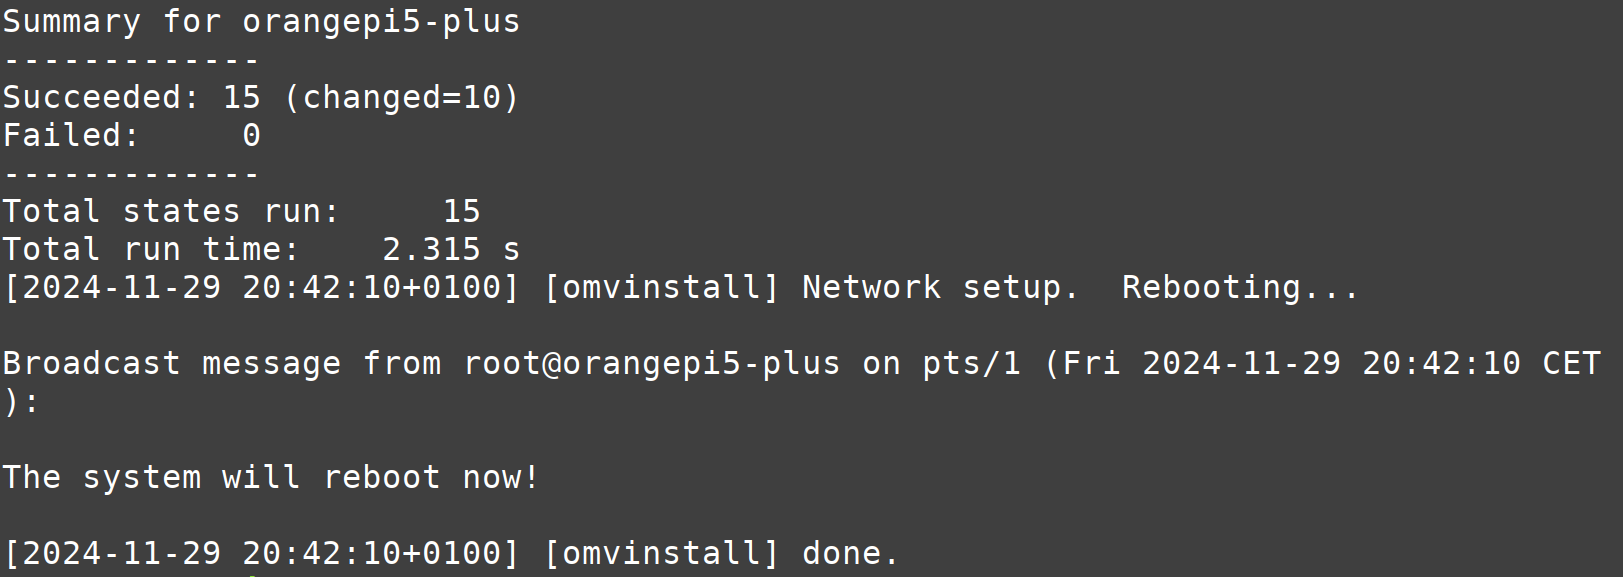 Summary for orangepi5-plus
-------------
Succeeded: 15 (changed=10)
Failed:     0
-------------
Total states run:     15
Total run time:    2.315 s
[2024-11-29 20:42:10+0100] [omvinstall] Network setup.  Rebooting...

Broadcast message from root@orangepi5-plus on pts/1 (Fri 2024-11-29 20:42:10 CET
):

The system will reboot now!

[2024-11-29 20:42:10+0100] [omvinstall] done.